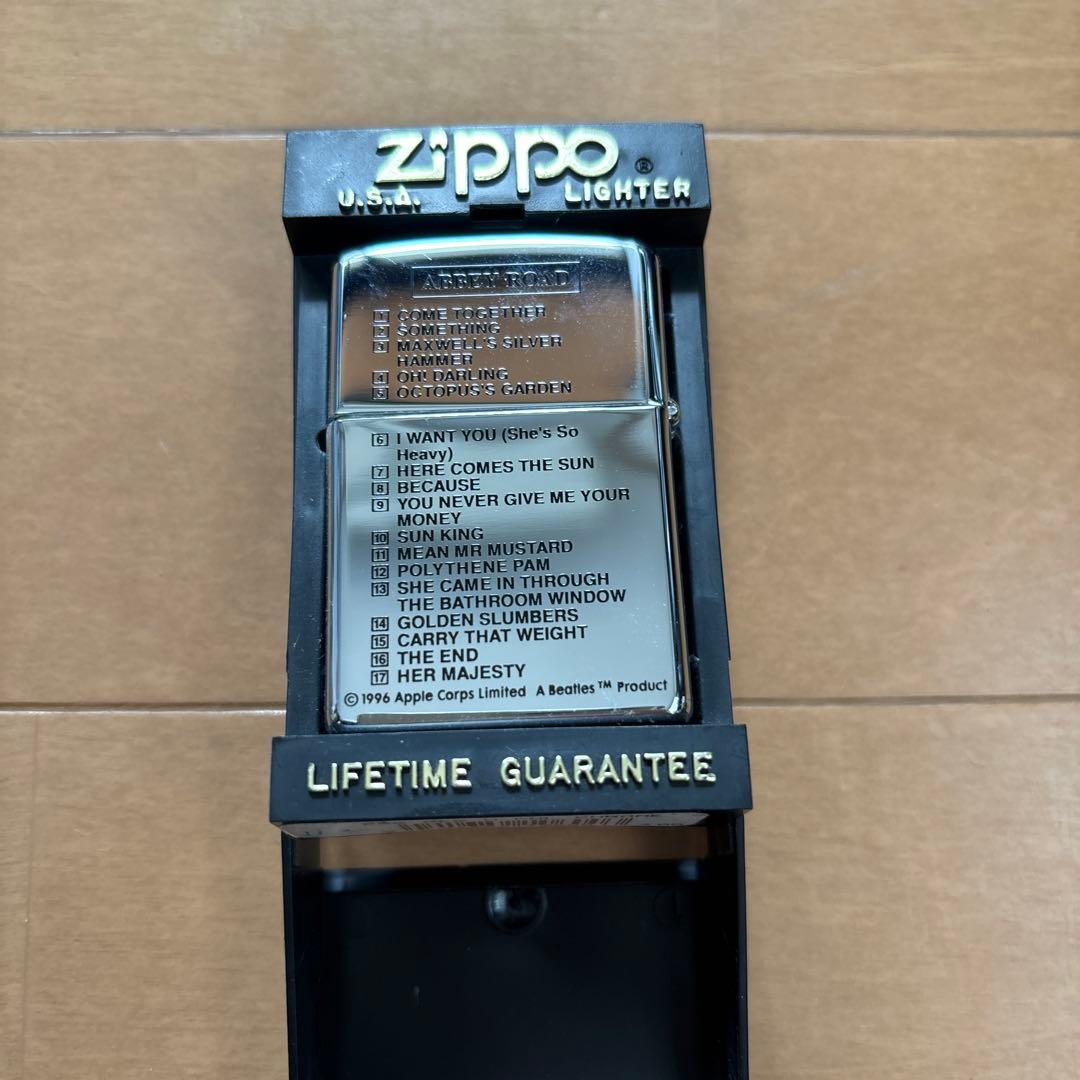 zippo ®
U.S.A. LIGHTER
ABBEY ROAD
1 COME TOGETHER
2 SOMETHING
3 MAXWELL'S SILVER
HAMMER
4 OH! DARLING
5 OCTOPUS'S GARDEN
6 I WANT YOU (She's So
Heavy)
7 HERE COMES THE SUN
8 BECAUSE
9 YOU NEVER GIVE ME YOUR
MONEY
10 SUN KING
11 MEAN MR MUSTARD
12 POLYTHENE PAM
13 SHE CAME IN THROUGH
THE BATHROOM WINDOW
14 GOLDEN SLUMBERS
15 CARRY THAT WEIGHT
16 THE END
17 HER MAJESTY
© 1996 Apple Corps Limited A Beatles™ Product
LIFETIME GUARANTEE